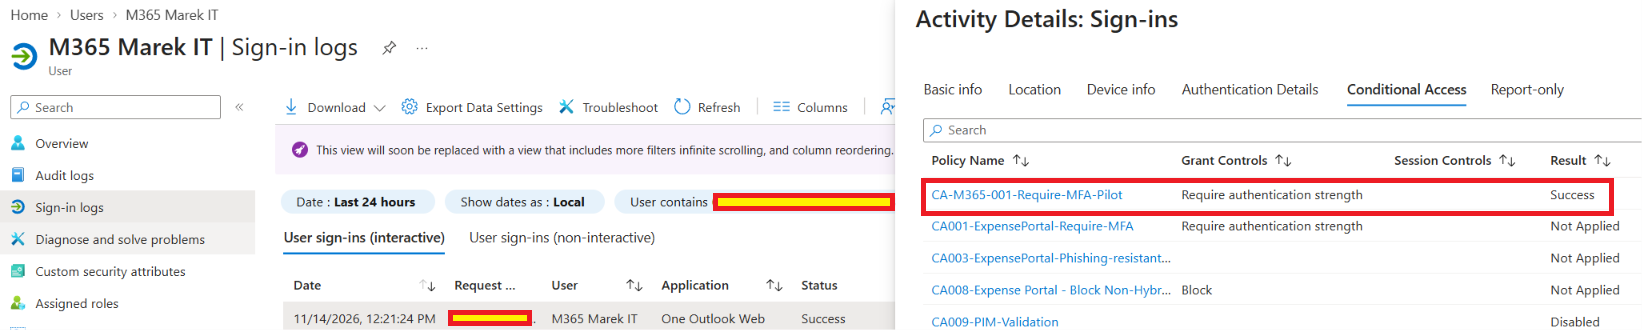 Home > Users > M365 Marek IT
M365 Marek IT | Sign-in logs
User
Search
Overview
Audit logs
Sign-in logs
Diagnose and solve problems
Custom security attributes
Assigned roles
Download
Export Data Settings
Troubleshoot
Refresh
Columns
This view will soon be replaced with a view that includes more filters infinite scrolling, and column reordering.
Date : Last 24 hours
Show dates as : Local
User contains
User sign-ins (interactive)
User sign-ins (non-interactive)
Date Request ... User Application Status
11/14/2026, 12:21:24 PM M365 Marek IT One Outlook Web Success
Activity Details: Sign-ins
Basic info Location Device info Authentication Details Conditional Access Report-only
Search
Policy Name Grant Controls Session Controls Result
CA-M365-001-Require-MFA-Pilot Require authentication strength Success
CA001-ExpensePortal-Require-MFA Require authentication strength Not Applied
CA003-ExpensePortal-Phishing-resistant... Not Applied
CA008-Expense Portal - Block Non-Hybr... Block Not Applied
CA009-PIM-Validation Disabled